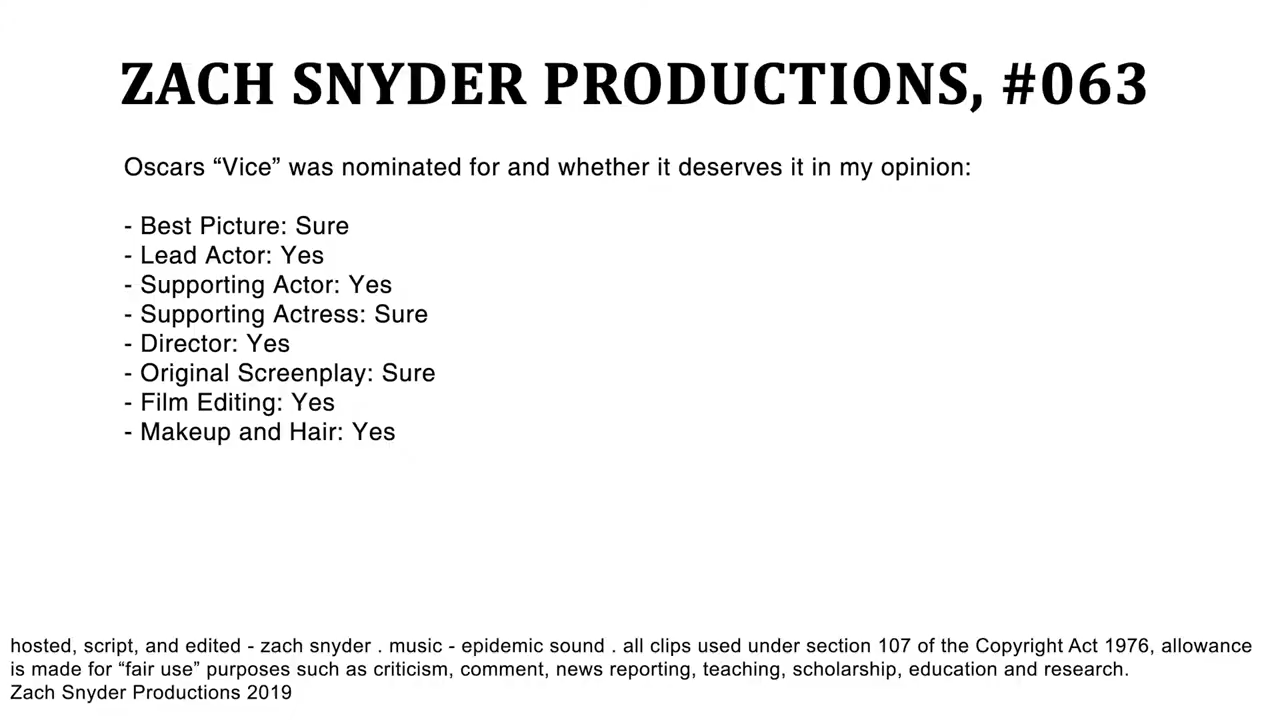 ZACH SNYDER PRODUCTIONS, #063
Oscars “Vice” was nominated for and whether it deserves it in my opinion:
- Best Picture: Sure
- Lead Actor: Yes
- Supporting Actor: Yes
- Supporting Actress: Sure
- Director: Yes
- Original Screenplay: Sure
- Film Editing: Yes
- Makeup and Hair: Yes
hosted, script, and edited - zach snyder . music - epidemic sound . all clips used under section 107 of the Copyright Act 1976, allowance
is made for “fair use” purposes such as criticism, comment, news reporting, teaching, scholarship, education and research.
Zach Snyder Productions 2019